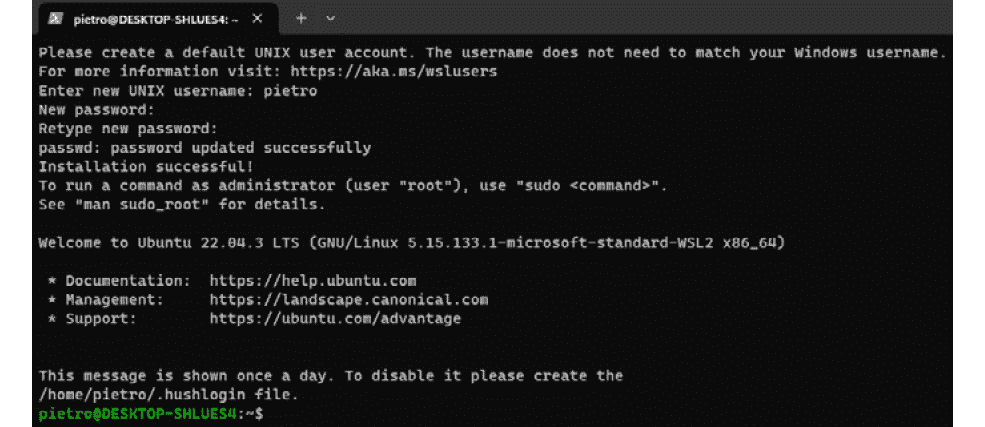 pietro@DESKTOP-SHLUES4: ~
Please create a default UNIX user account. The username does not need to match your Windows username.
For more information visit: https://aka.ms/wslusers
Enter new UNIX username: pietro
New password:
Retype new password:
passwd: password updated successfully
Installation successful!
To run a command as administrator (user "root"), use "sudo <command>".
See "man sudo_root" for details.
Welcome to Ubuntu 22.04.3 LTS (GNU/Linux 5.15.133.1-microsoft-standard-WSL2 x86_64)
* Documentation: https://help.ubuntu.com
* Management: https://landscape.canonical.com
* Support: https://ubuntu.com/advantage
This message is shown once a day. To disable it please create the
/home/pietro/.hushlogin file.
pietro@DESKTOP-SHLUES4:~$